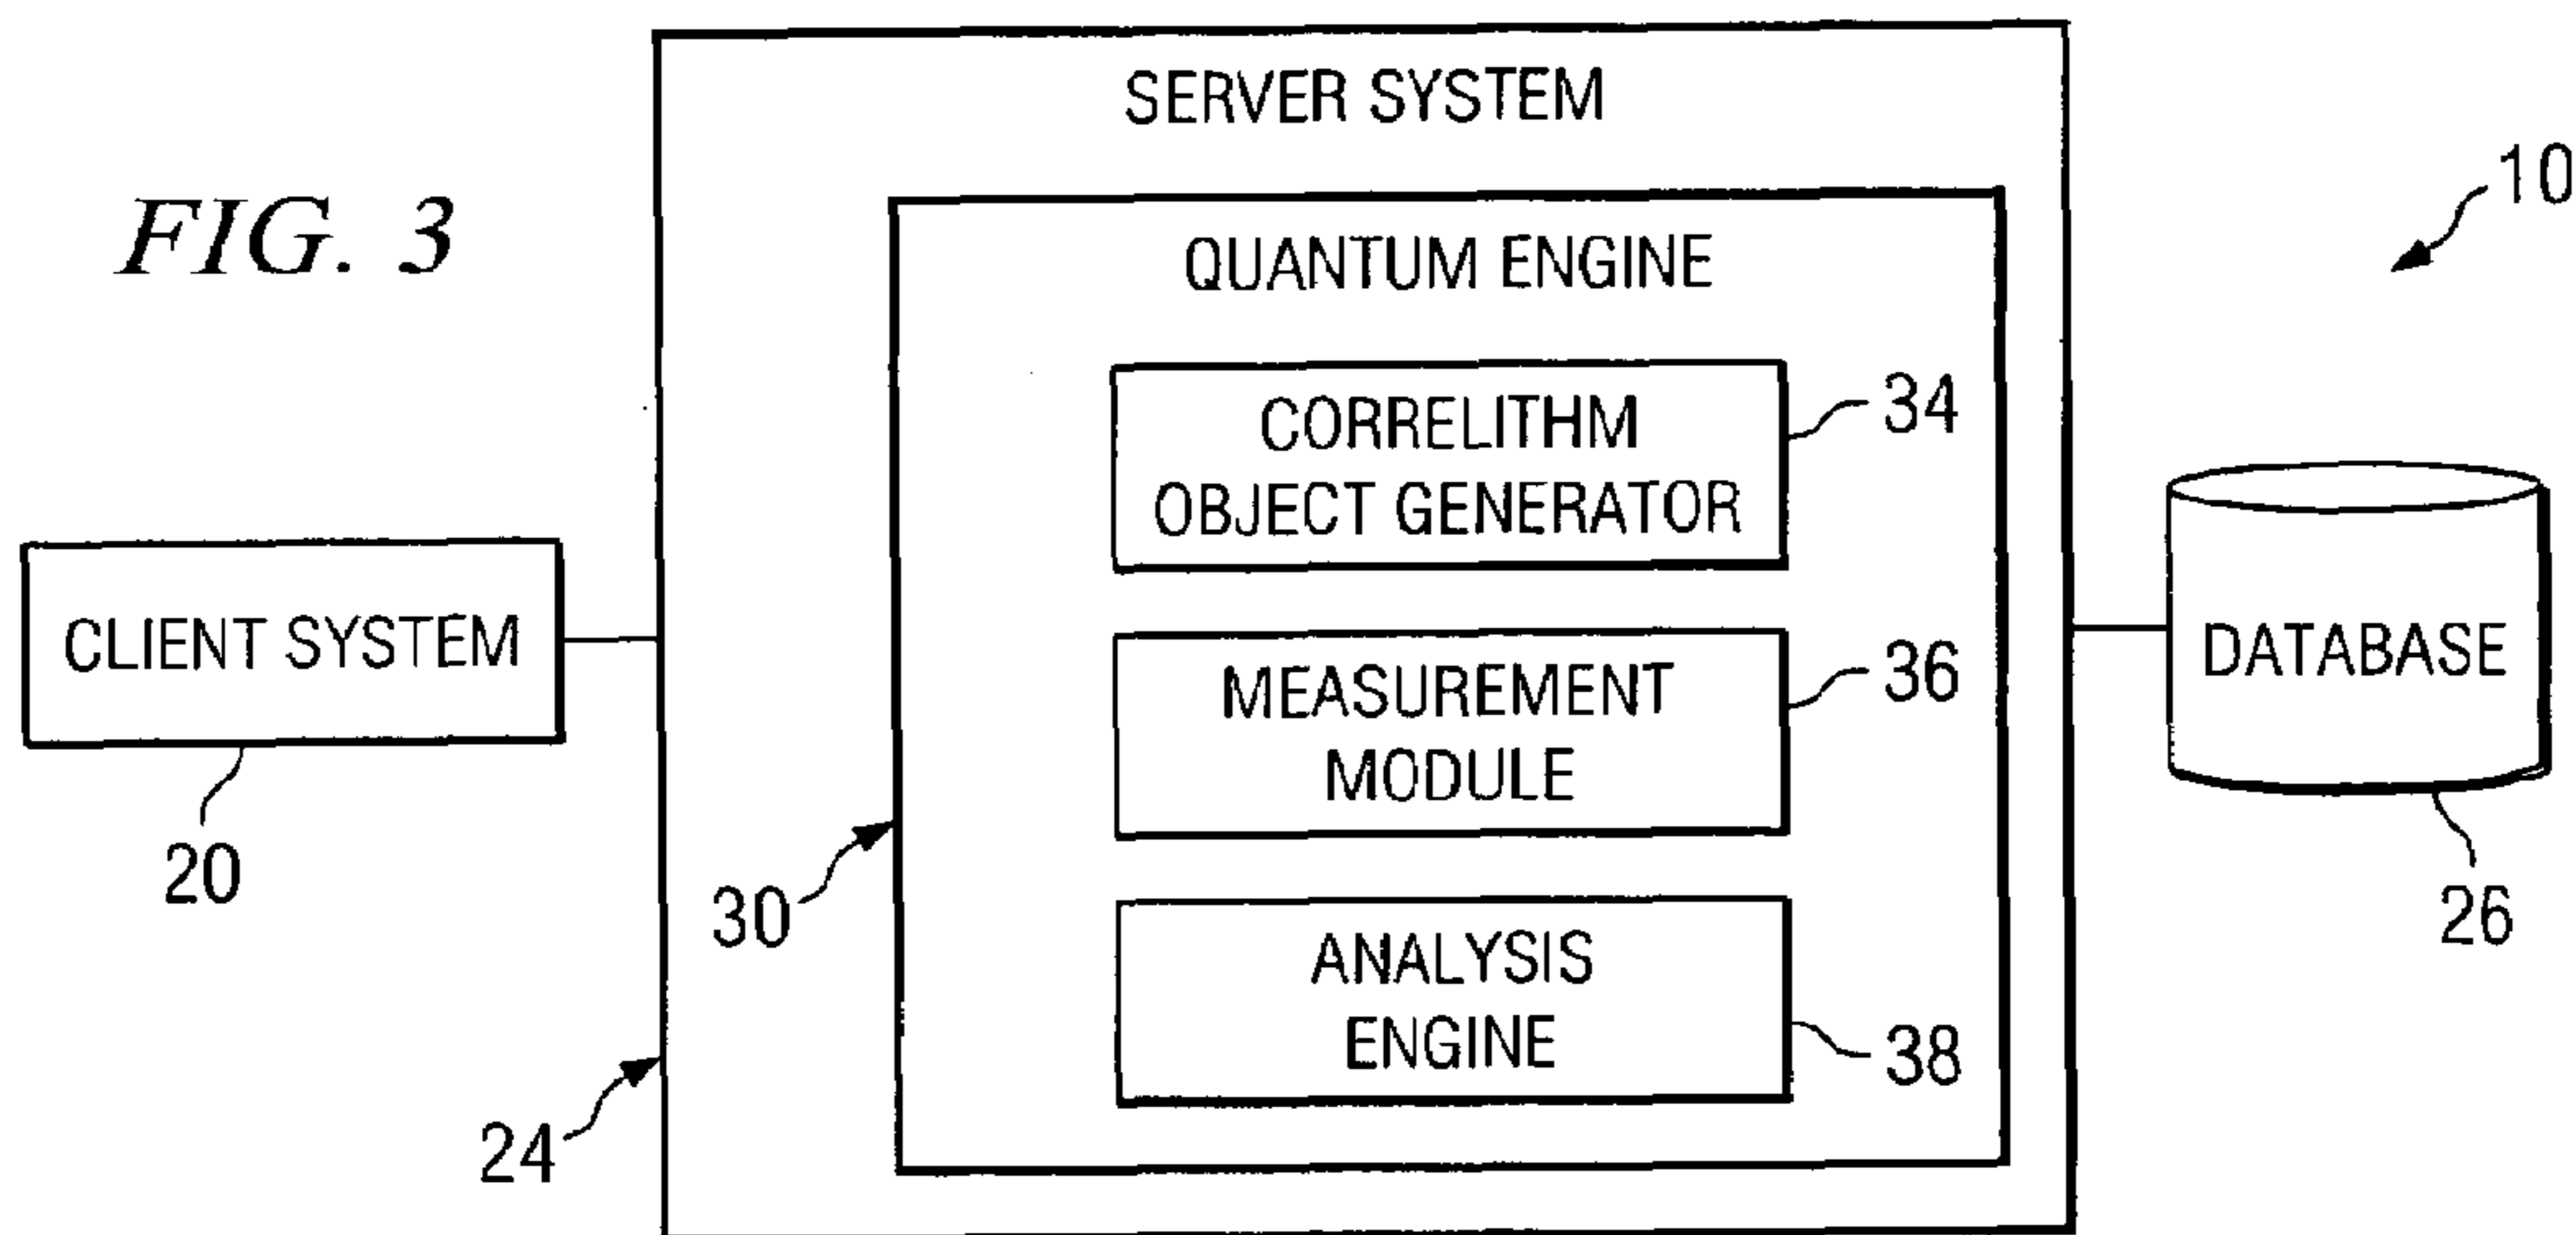 FIG. 3
SERVER SYSTEM
10
QUANTUM ENGINE
CORRELITHM
OBJECT GENERATOR
34
CLIENT SYSTEM
20
MEASUREMENT
MODULE
36
DATABASE
26
30
ANALYSIS
ENGINE
38
24